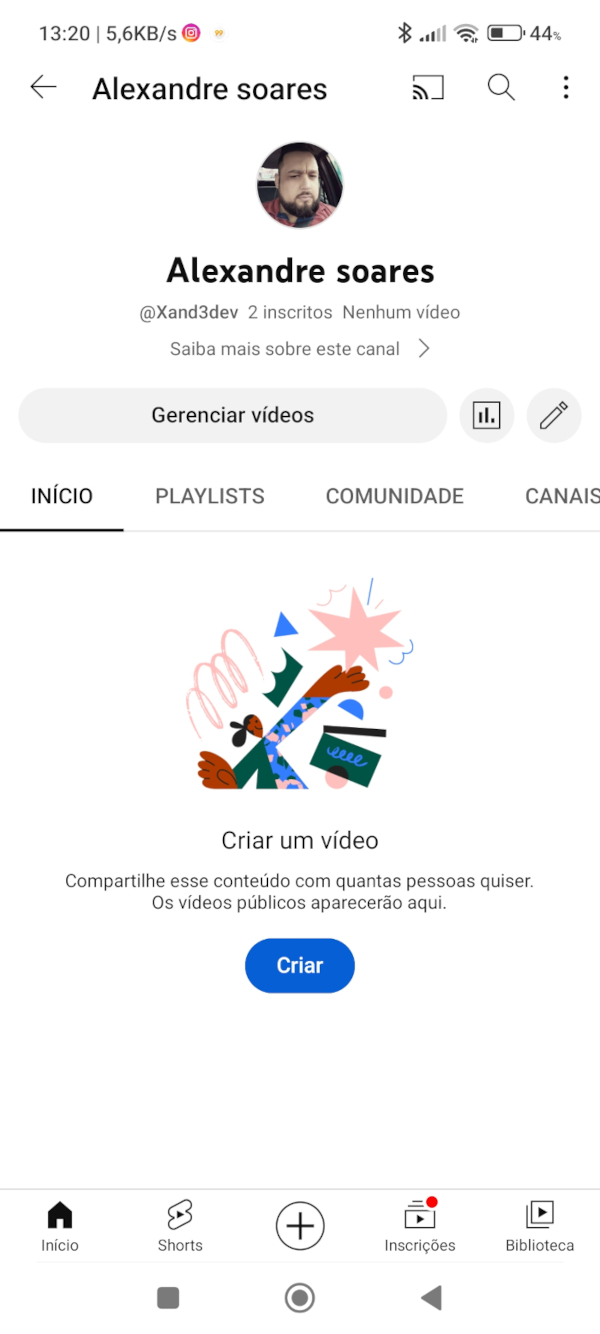 13:20 | 5,6KB/s 44%
Alexandre soares
Alexandre soares
@Xand3dev 2 inscritos Nenhum vídeo
Saiba mais sobre este canal
Gerenciar vídeos
INÍCIO PLAYLISTS COMUNIDADE CANAIS
Criar um vídeo
Compartilhe esse conteúdo com quantas pessoas quiser.
Os vídeos públicos aparecerão aqui.
Criar
Início Shorts Inscrições Biblioteca